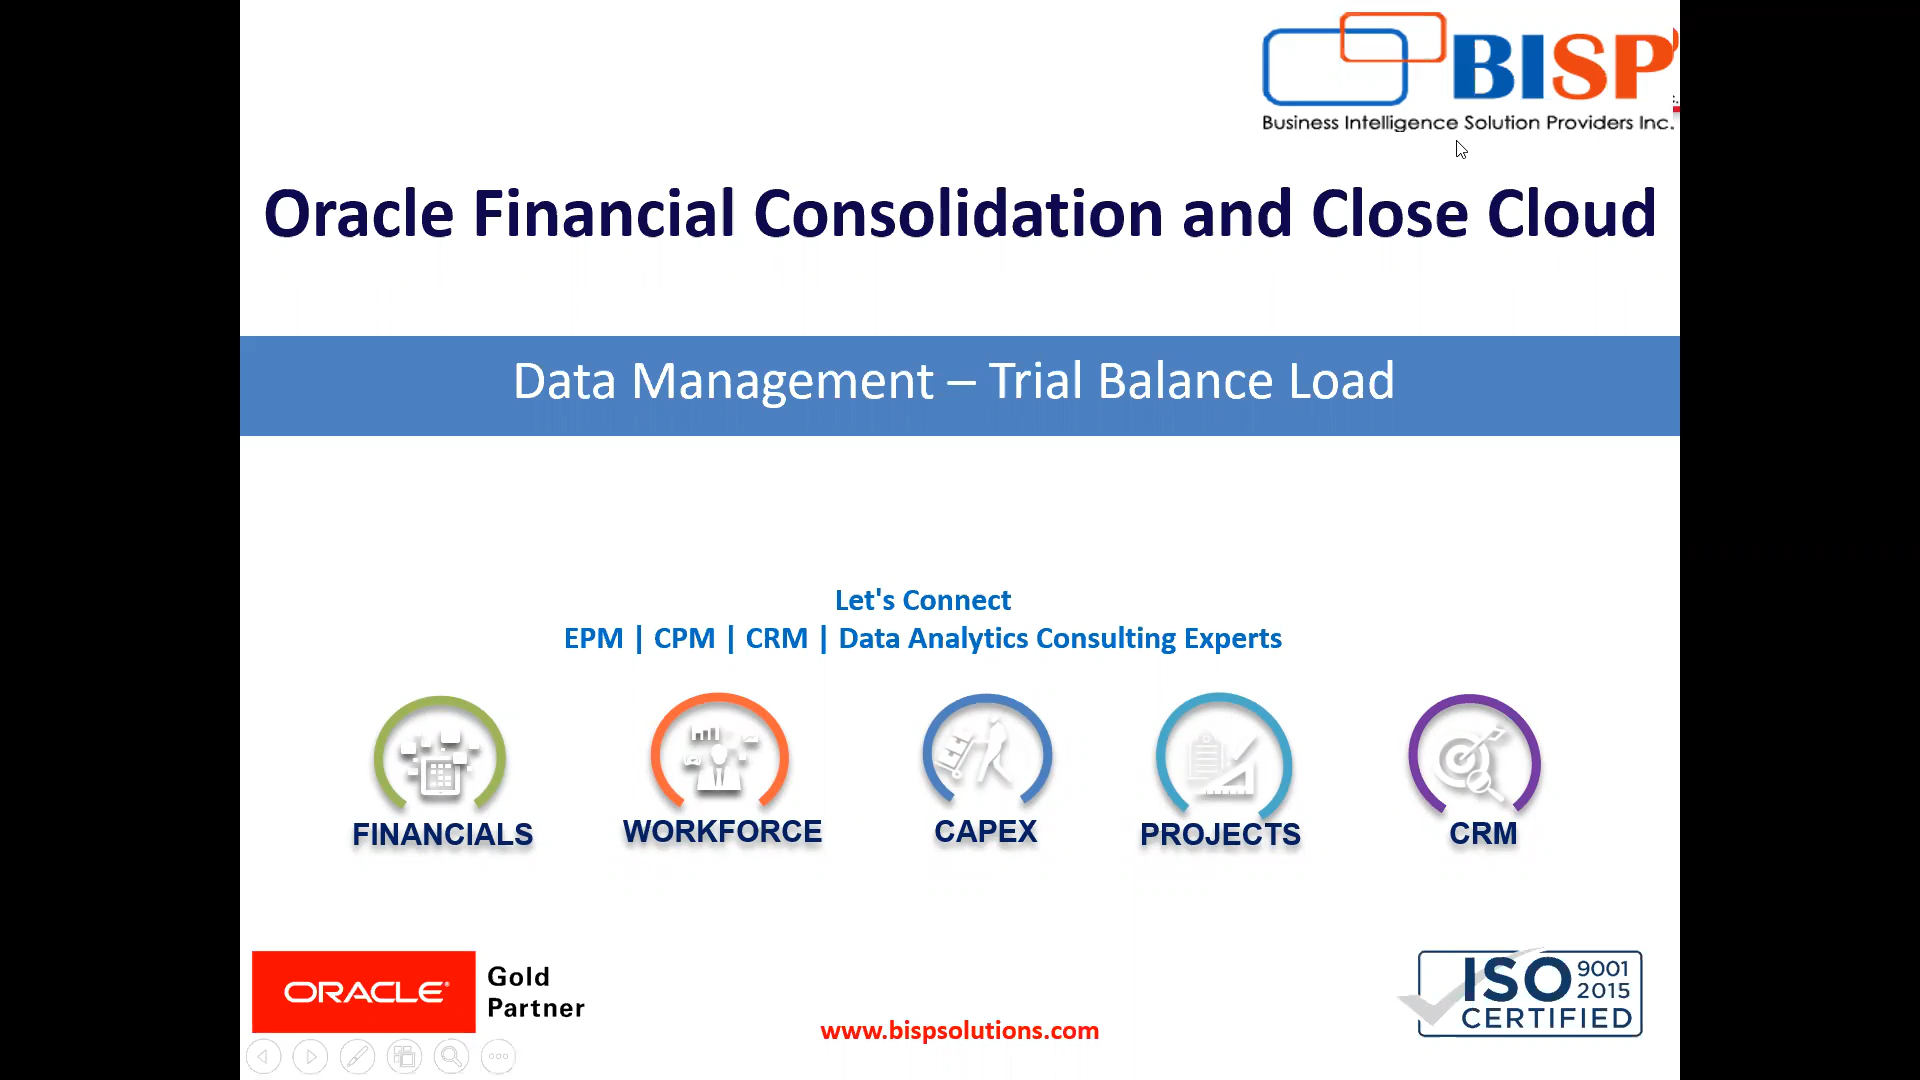 BISP
Business Intelligence Solution Providers Inc.
Oracle Financial Consolidation and Close Cloud
Data Management – Trial Balance Load
Let's Connect
EPM | CPM | CRM | Data Analytics Consulting Experts
FINANCIALS
WORKFORCE
CAPEX
PROJECTS
CRM
ORACLE®
Gold
Partner
www.bispsolutions.com
ISO 9001
2015
CERTIFIED